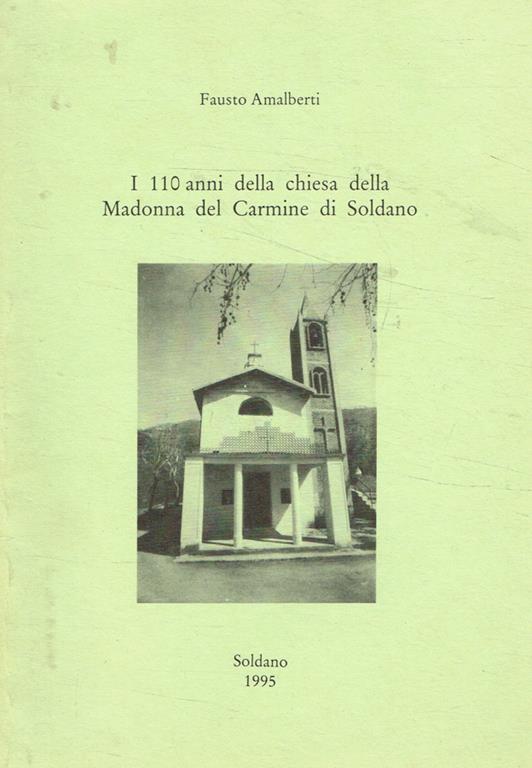 Fausto Amalberti
I 110 anni della chiesa della
Madonna del Carmine di Soldano
Soldano
1995